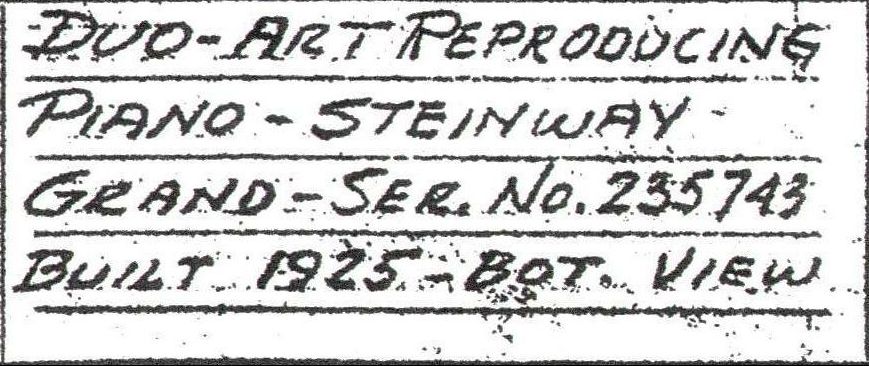 DUO-ART REPRODUCING
PIANO - STEINWAY
GRAND - SER. NO. 235743
BUILT 1925 - BOT. VIEW